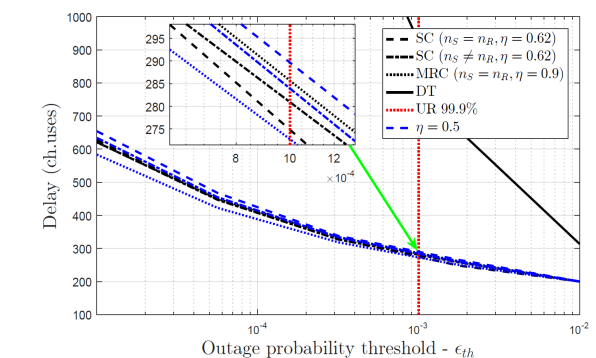 1000
900
800
700
600
500
400
300
200
100
Delay (ch.uses)
295
290
285
280
275
8
10
12
×10⁻⁴
SC (n_S = n_R, η = 0.62)
SC (n_S ≠ n_R, η = 0.62)
MRC (n_S = n_R, η = 0.9)
DT
UR 99.9%
η = 0.5
10⁻⁴
10⁻³
10⁻²
Outage probability threshold - ϵ_th